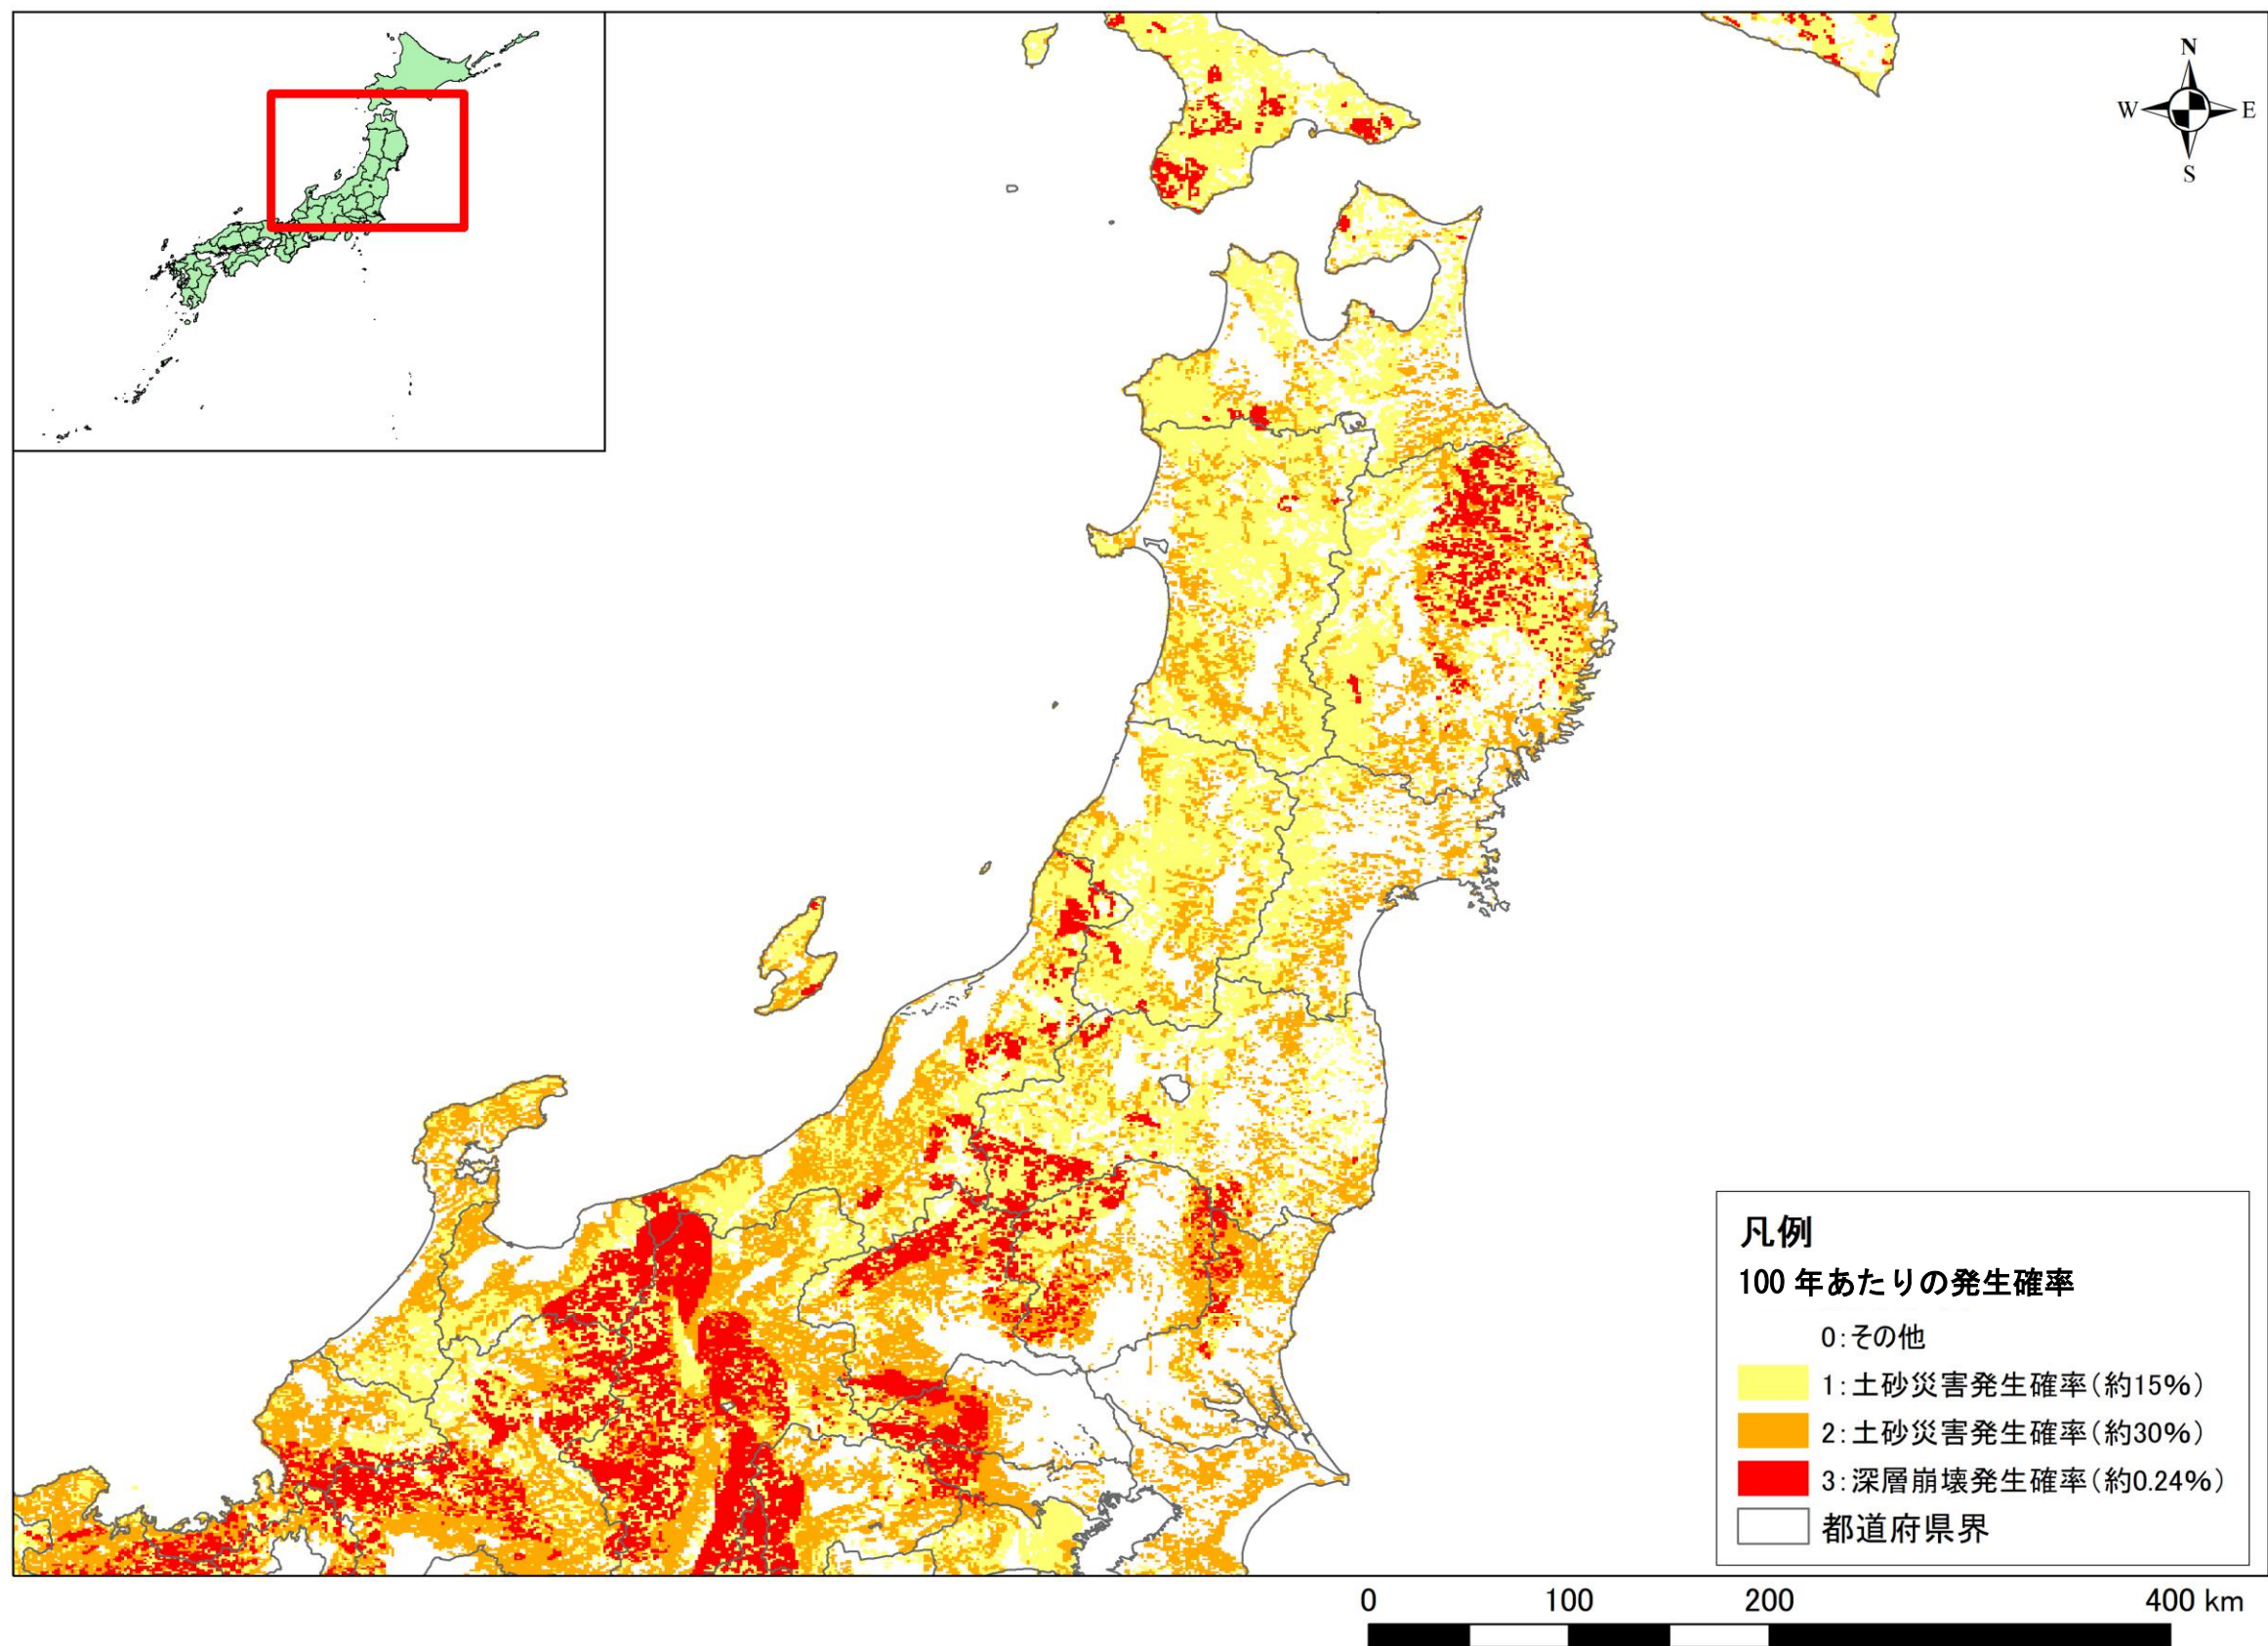 N
W E
S
凡例
100 年あたりの発生確率
0:その他
1:土砂災害発生確率(約15%)
2:土砂災害発生確率(約30%)
3:深層崩壊発生確率(約0.24%)
都道府県界
0 100 200 400 km